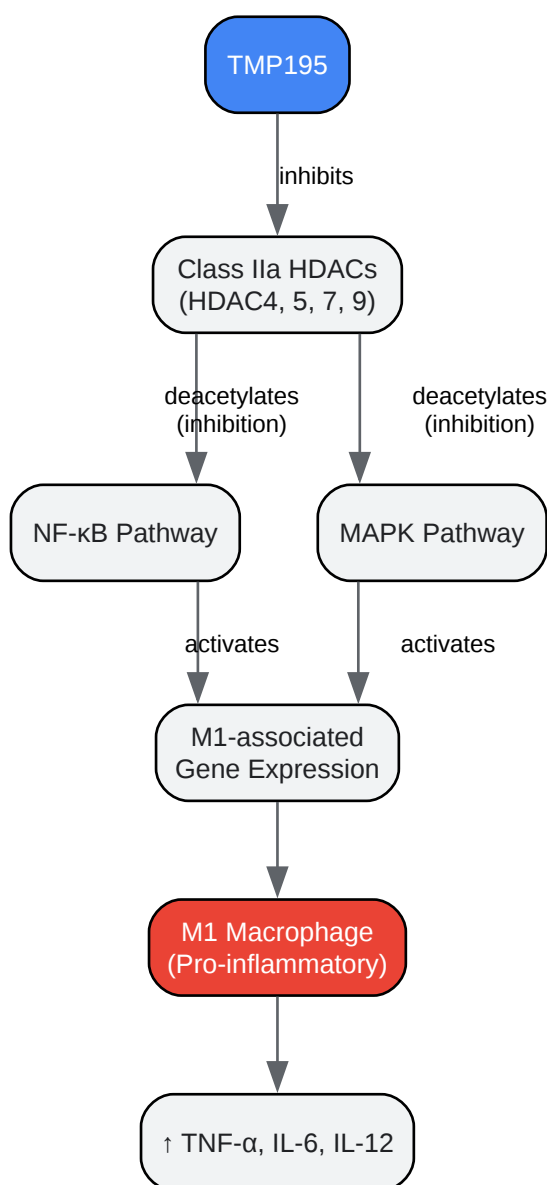 TMP195
inhibits
Class IIa HDACs
(HDAC4, 5, 7, 9)
deacetylates
(inhibition)
deacetylates
(inhibition)
NF-κB Pathway
MAPK Pathway
activates
activates
M1-associated
Gene Expression
M1 Macrophage
(Pro-inflammatory)
↑ TNF-α, IL-6, IL-12